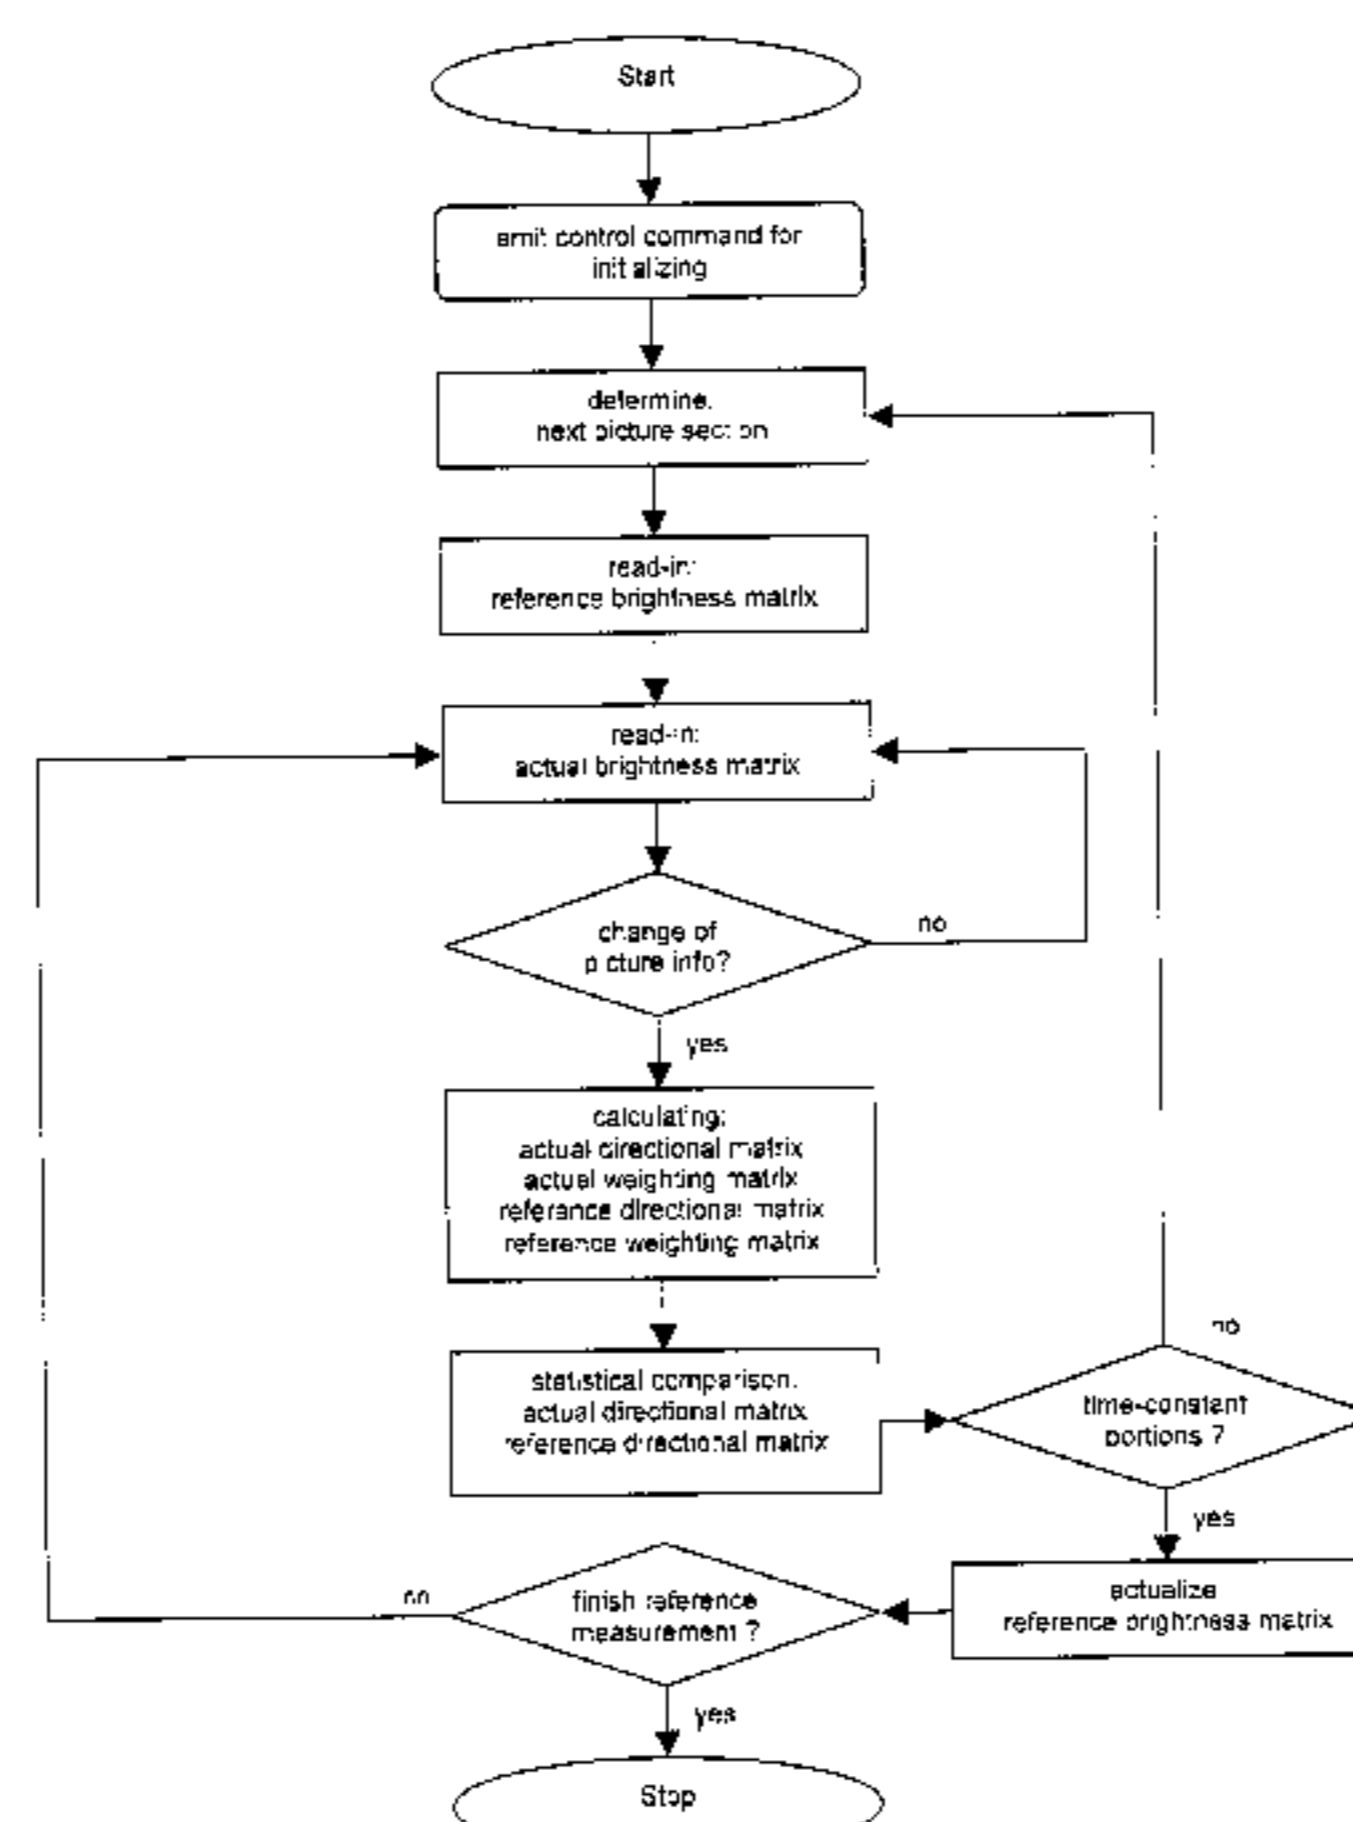 Start
emit control command for
initializing
determine:
next picture section
read-in:
reference brightness matrix
read-in:
actual brightness matrix
change of
picture info?
no
yes
calculating:
actual directional matrix
actual weighting matrix
reference directional matrix
reference weighting matrix
statistical comparison:
actual directional matrix
reference directional matrix
no
time-constant
portions ?
yes
actualize
reference brightness matrix
no
finish reference
measurement ?
yes
Stop